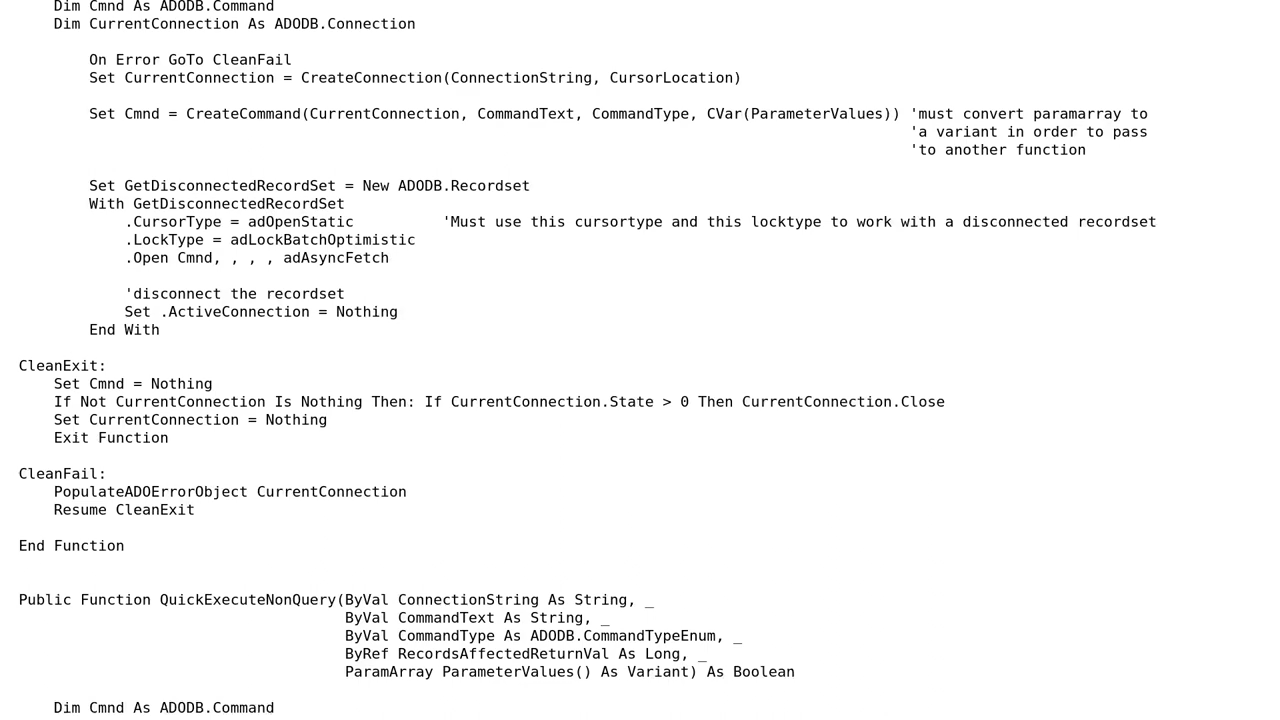 Dim Cmnd As ADODB.Command
Dim CurrentConnection As ADODB.Connection
On Error GoTo CleanFail
Set CurrentConnection = CreateConnection(ConnectionString, CursorLocation)
Set Cmnd = CreateCommand(CurrentConnection, CommandText, CommandType, CVar(ParameterValues)) 'must convert paramarray to
'a variant in order to pass
'to another function
Set GetDisconnectedRecordSet = New ADODB.Recordset
With GetDisconnectedRecordSet
.CursorType = adOpenStatic 'Must use this cursortype and this locktype to work with a disconnected recordset
.LockType = adLockBatchOptimistic
.Open Cmnd, , , , adAsyncFetch
'disconnect the recordset
Set .ActiveConnection = Nothing
End With
CleanExit:
Set Cmnd = Nothing
If Not CurrentConnection Is Nothing Then: If CurrentConnection.State > 0 Then CurrentConnection.Close
Set CurrentConnection = Nothing
Exit Function
CleanFail:
PopulateADOErrorObject CurrentConnection
Resume CleanExit
End Function
Public Function QuickExecuteNonQuery(ByVal ConnectionString As String, _
ByVal CommandText As String, _
ByVal CommandType As ADODB.CommandTypeEnum, _
ByRef RecordsAffectedReturnVal As Long, _
ParamArray ParameterValues() As Variant) As Boolean
Dim Cmnd As ADODB.Command